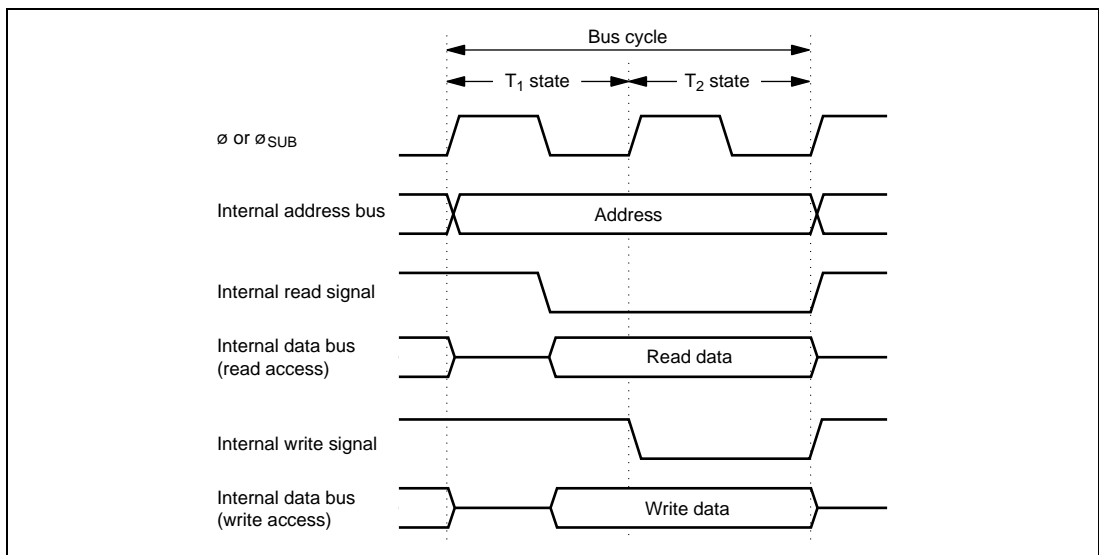 Bus cycle
T₁ state
T₂ state
ø or øSUB
Internal address bus
Address
Internal read signal
Internal data bus
(read access)
Read data
Internal write signal
Internal data bus
(write access)
Write data